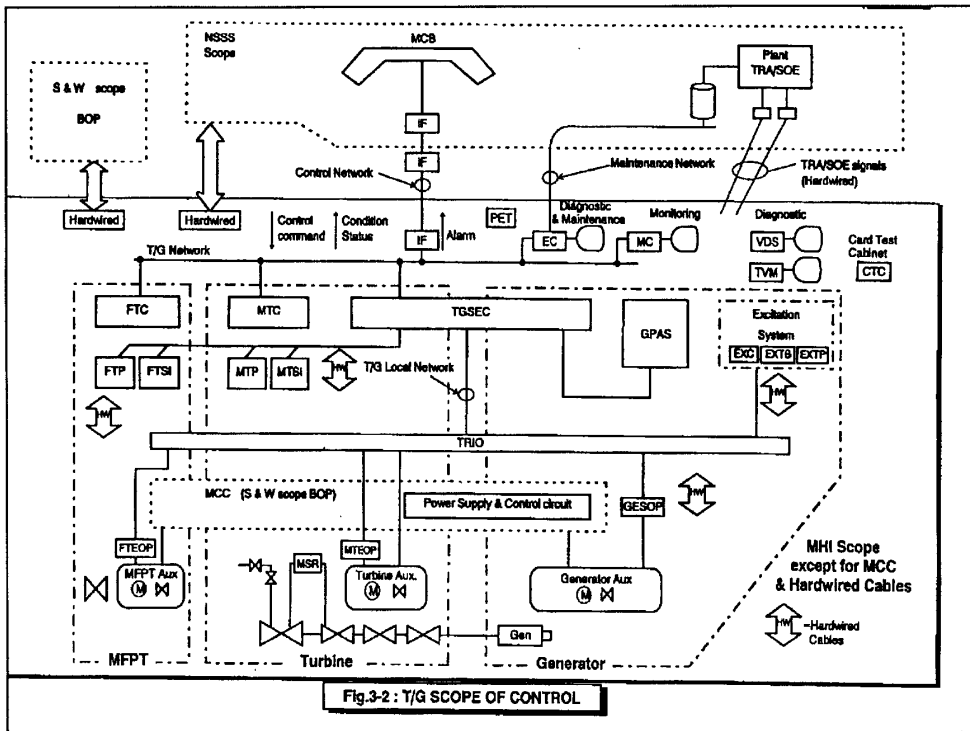 NSSS
Scope
MCB
Plant
TRA/SOE
S & W scope
BOP
IF
IF
Control Network
Maintenance Network
TRA/SOE signals
(Hardwired)
Hardwired
Hardwired
Control
command
Condition
Status
IF
Alarm
PET
Diagnostic
& Maintenance
EC
Monitoring
MC
Diagnostic
VDS
TVM
Card Test
Cabinet
CTC
T/G Network
FTC
MTC
TGSEC
GPAS
Excitation
System
EXC
EXTB
EXTP
FTP
FTSI
MTP
MTSI
HW
T/G Local Network
HW
HW
TRIO
MCC (S & W scope BOP)
Power Supply & Control circuit
GESOP
HW
FTEOP
MTEOP
MSR
MFPT Aux
M
Turbine Aux.
M
Generator Aux
M
Gen
MHI Scope
except for MCC
& Hardwired Cables
HW
=Hardwired
Cables
MFPT
Turbine
Generator
Fig.3-2 : T/G SCOPE OF CONTROL